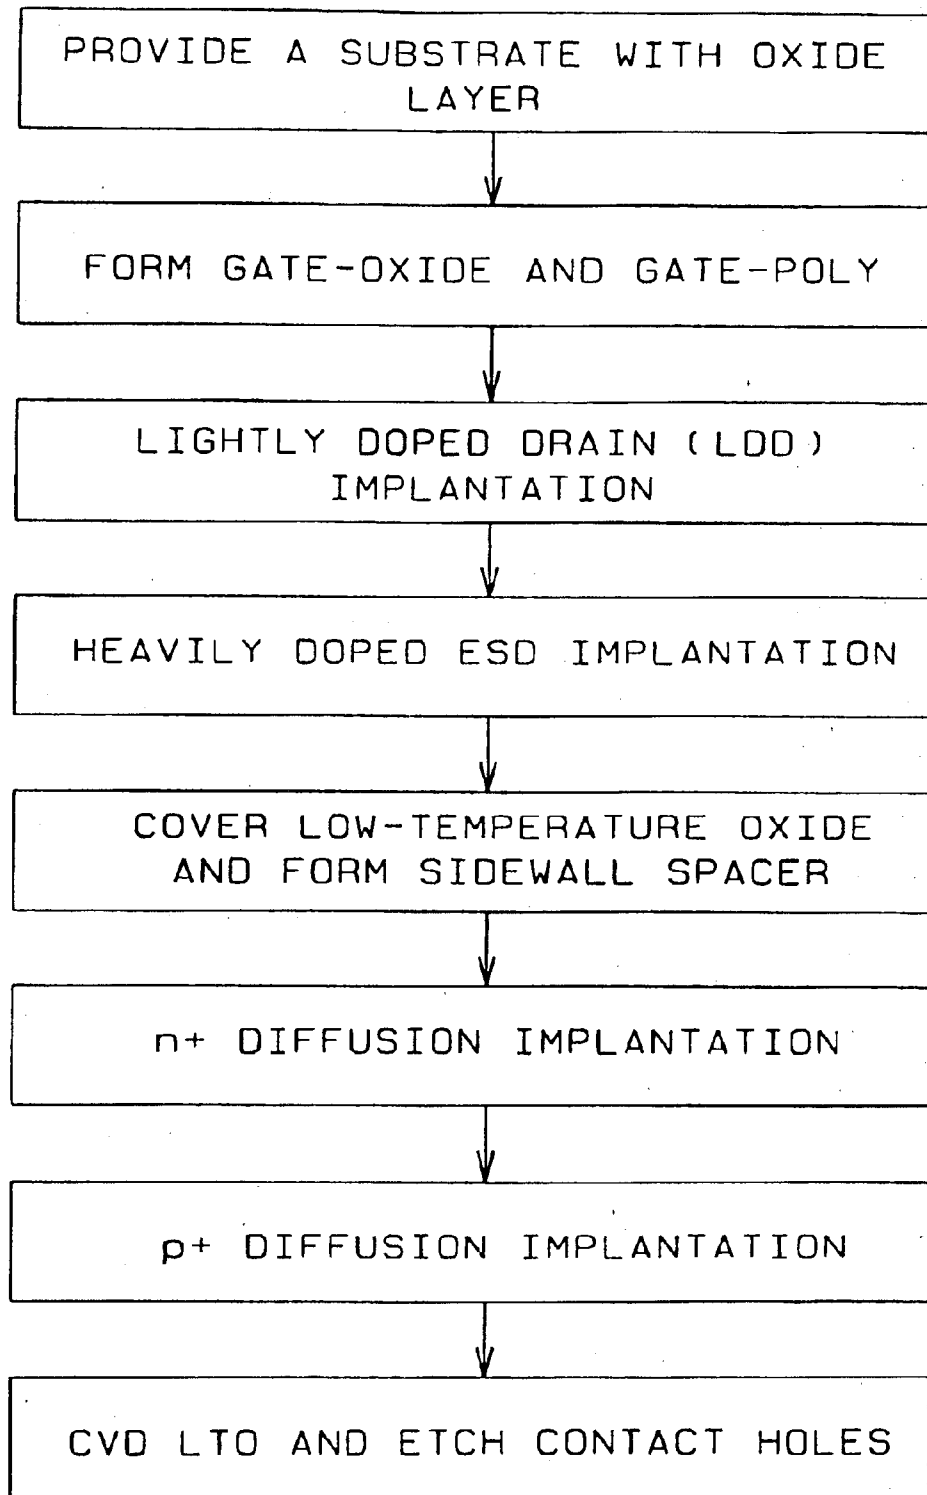 PROVIDE A SUBSTRATE WITH OXIDE
LAYER
FORM GATE-OXIDE AND GATE-POLY
LIGHTLY DOPED DRAIN (LDD)
IMPLANTATION
HEAVILY DOPED ESD IMPLANTATION
COVER LOW-TEMPERATURE OXIDE
AND FORM SIDEWALL SPACER
n+ DIFFUSION IMPLANTATION
p+ DIFFUSION IMPLANTATION
CVD LTO AND ETCH CONTACT HOLES